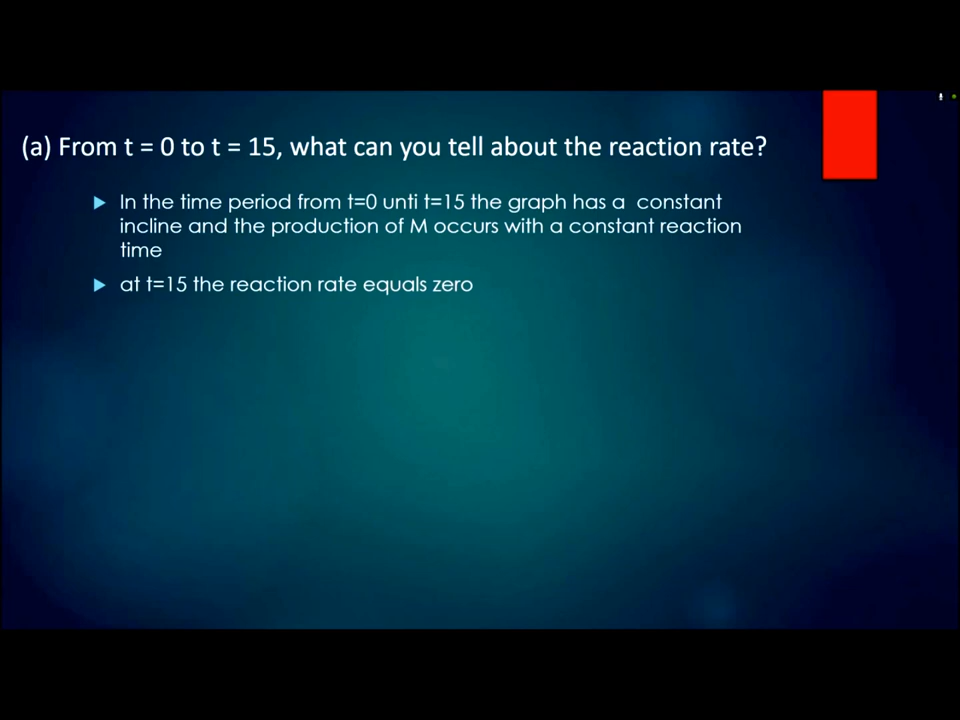 (a) From t = 0 to t = 15, what can you tell about the reaction rate?
In the time period from t=0 unti t=15 the graph has a constant
incline and the production of M occurs with a constant reaction
time
at t=15 the reaction rate equals zero